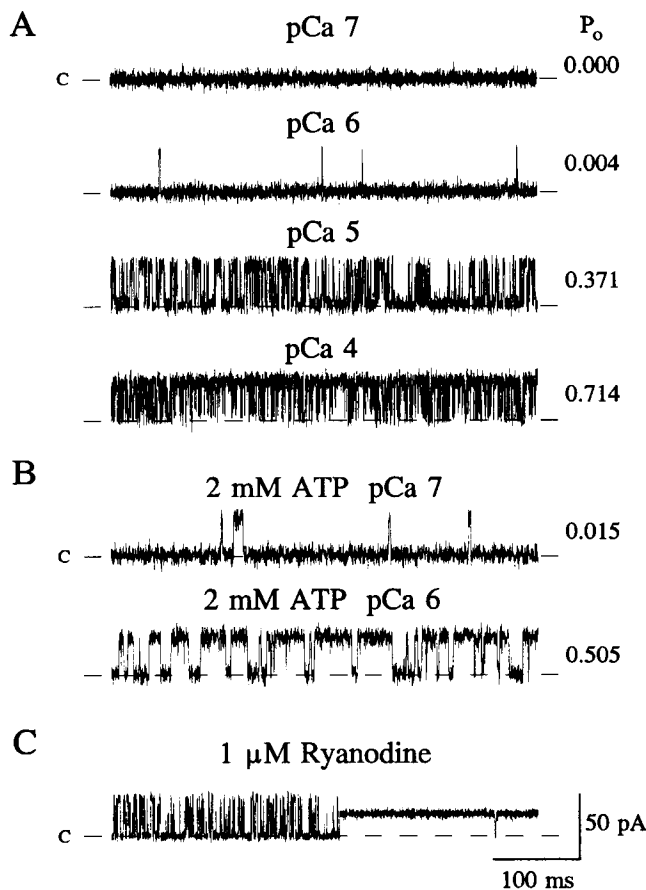 A
pCa 7
Po
c
0.000
pCa 6
0.004
pCa 5
0.371
pCa 4
0.714
B
2 mM ATP pCa 7
c
0.015
2 mM ATP pCa 6
0.505
C
1 μM Ryanodine
c
50 pA
100 ms